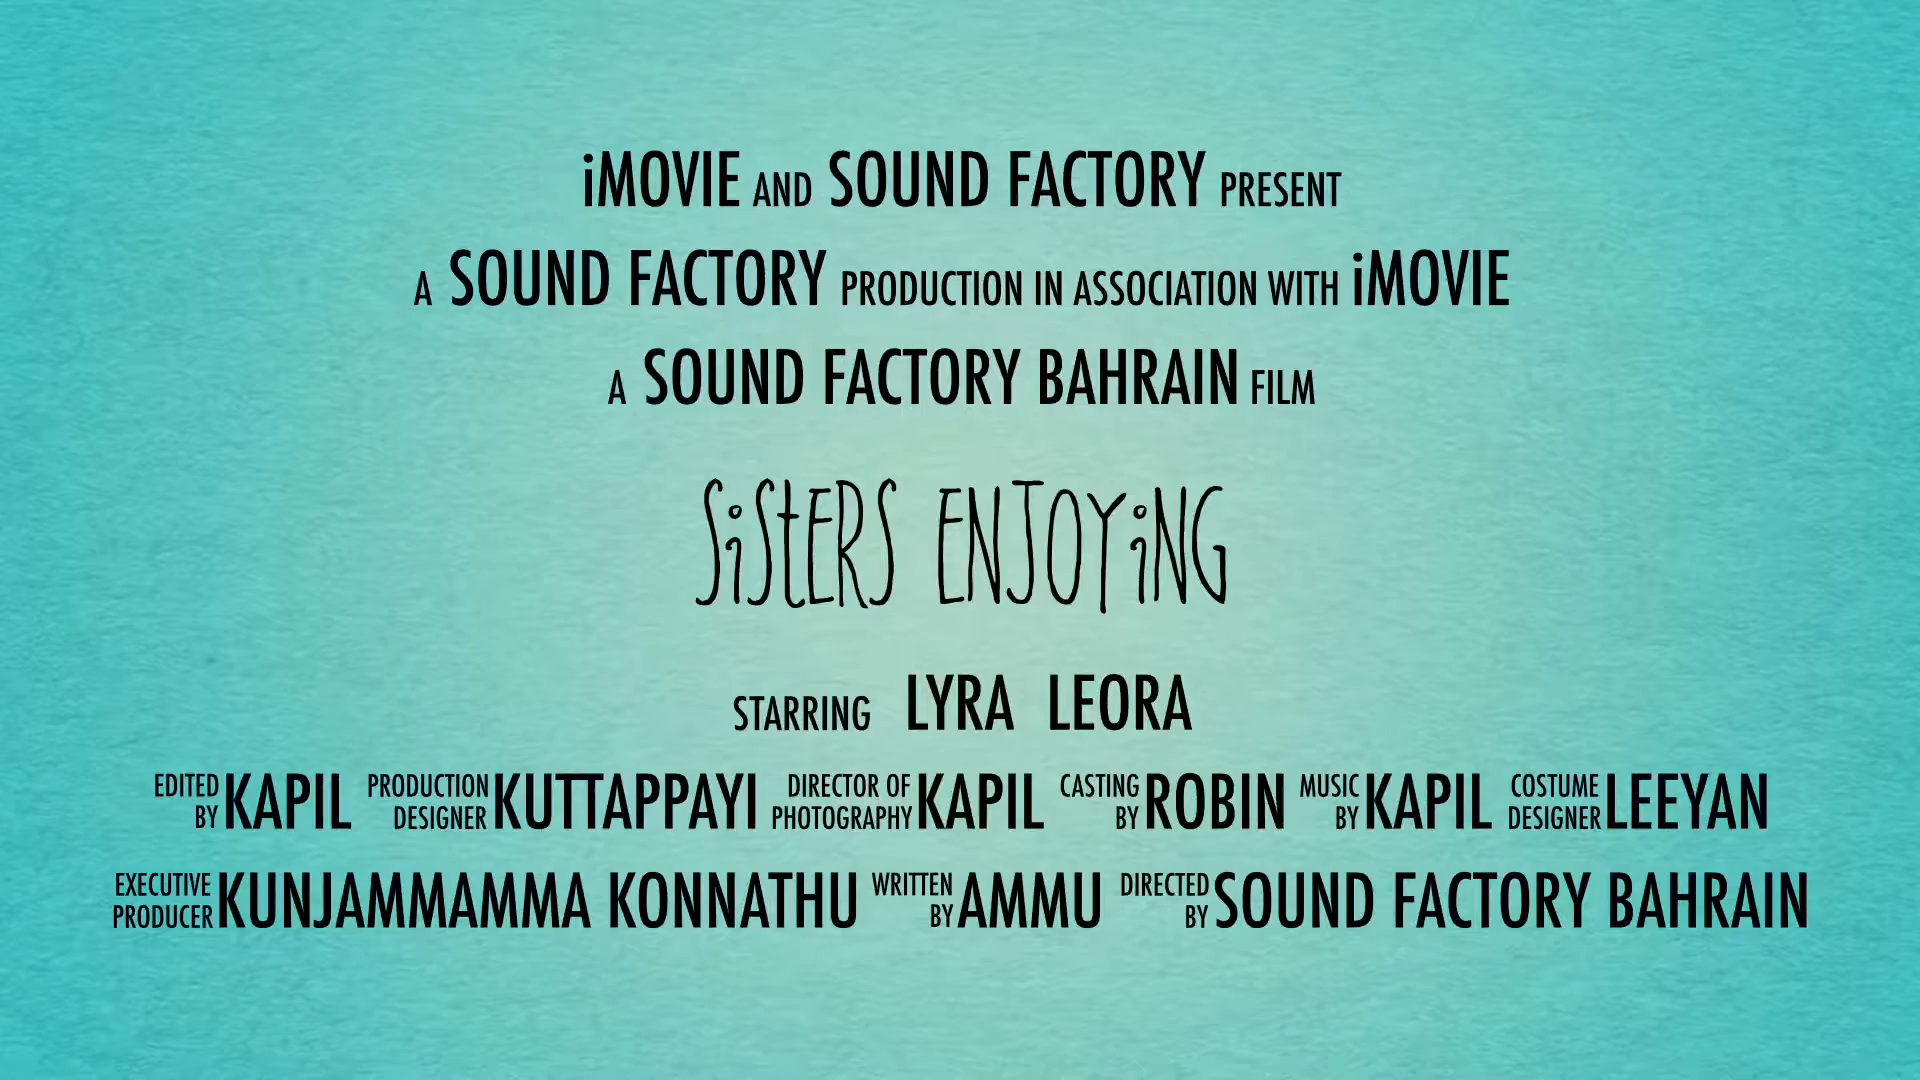 iMOVIE AND SOUND FACTORY PRESENT
A SOUND FACTORY PRODUCTION IN ASSOCIATION WITH iMOVIE
A SOUND FACTORY BAHRAIN FILM
SiStERS ENJOYiNG
STARRING LYRA LEORA
EDITED BY KAPIL PRODUCTION DESIGNER KUTTAPPAYI DIRECTOR OF PHOTOGRAPHY KAPIL CASTING BY ROBIN MUSIC BY KAPIL COSTUME DESIGNER LEEYAN
EXECUTIVE PRODUCER KUNJAMMAMMA KONNATHU WRITTEN BY AMMU DIRECTED BY SOUND FACTORY BAHRAIN